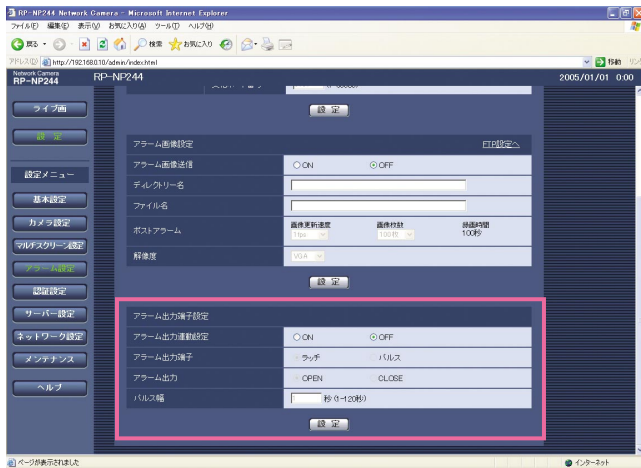 RP-NP244 Network Camera - Microsoft Internet Explorer
ファイル(F) 編集(E) 表示(V) お気に入り(A) ツール(T) ヘルプ(H)
戻る 検索 お気に入り
アドレス(D) http://192.168.0.10/admin/index.html 移動 リンク
Network Camera
RP-NP244 RP-NP244 2005/01/01 0:00
ライブ画
設定
設定メニュー
基本設定
カメラ設定
マルチスクリーン設定
アラーム設定
認証設定
サーバー設定
ネットワーク設定
メンテナンス
ヘルプ
設定
アラーム画像設定 FTP設定へ
アラーム画像送信 ON OFF
ディレクトリー名
ファイル名
ポストアラーム 画像更新速度 画像枚数 録画時間
1fps 100枚 100秒
解像度 VGA
設定
アラーム出力端子設定
アラーム出力連動設定 ON OFF
アラーム出力端子 ラッチ パルス
アラーム出力 OPEN CLOSE
パルス幅 1 秒 (1-120秒)
設定
ページが表示されました インターネット